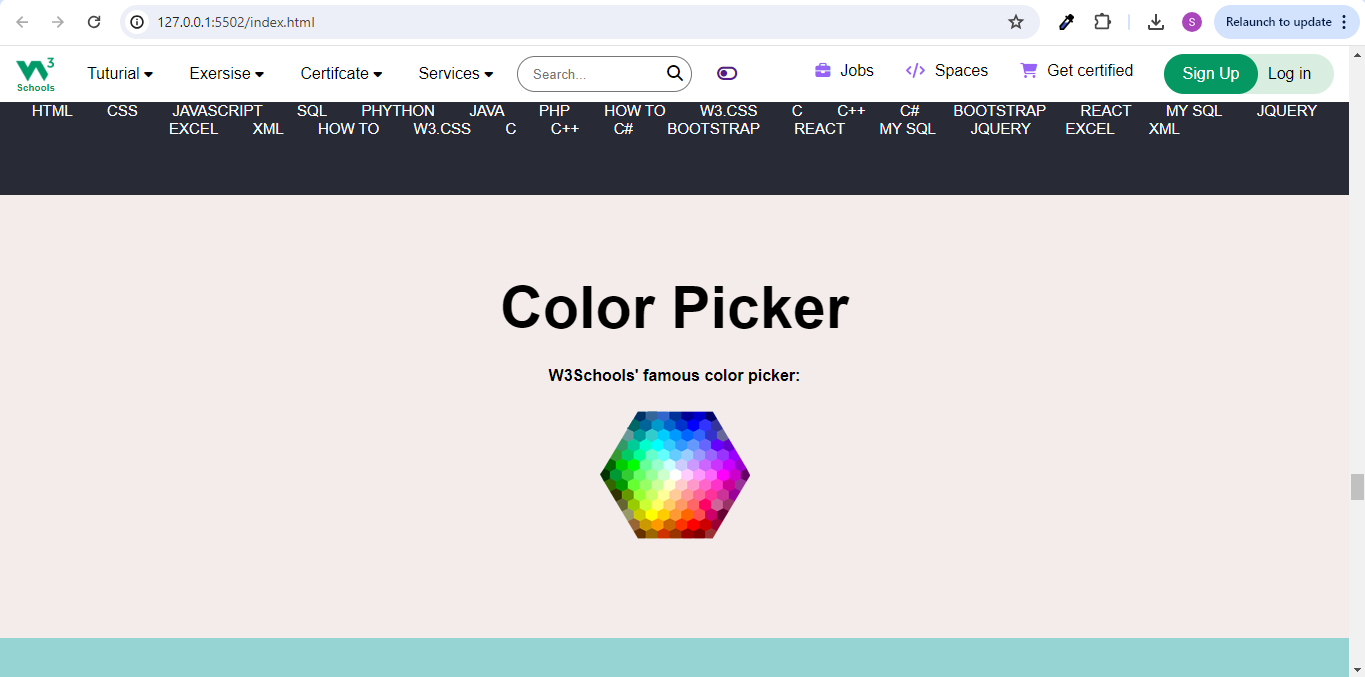 127.0.0.1:5502/index.html S Relaunch to update
W3 Schools Tuturial Exersise Certifcate Services Search... Jobs Spaces Get certified Sign Up Log in
HTML CSS JAVASCRIPT SQL PHYTHON JAVA PHP HOW TO W3.CSS C C++ C# BOOTSTRAP REACT MY SQL JQUERY
EXCEL XML HOW TO W3.CSS C C++ C# BOOTSTRAP REACT MY SQL JQUERY EXCEL XML
Color Picker
W3Schools' famous color picker: